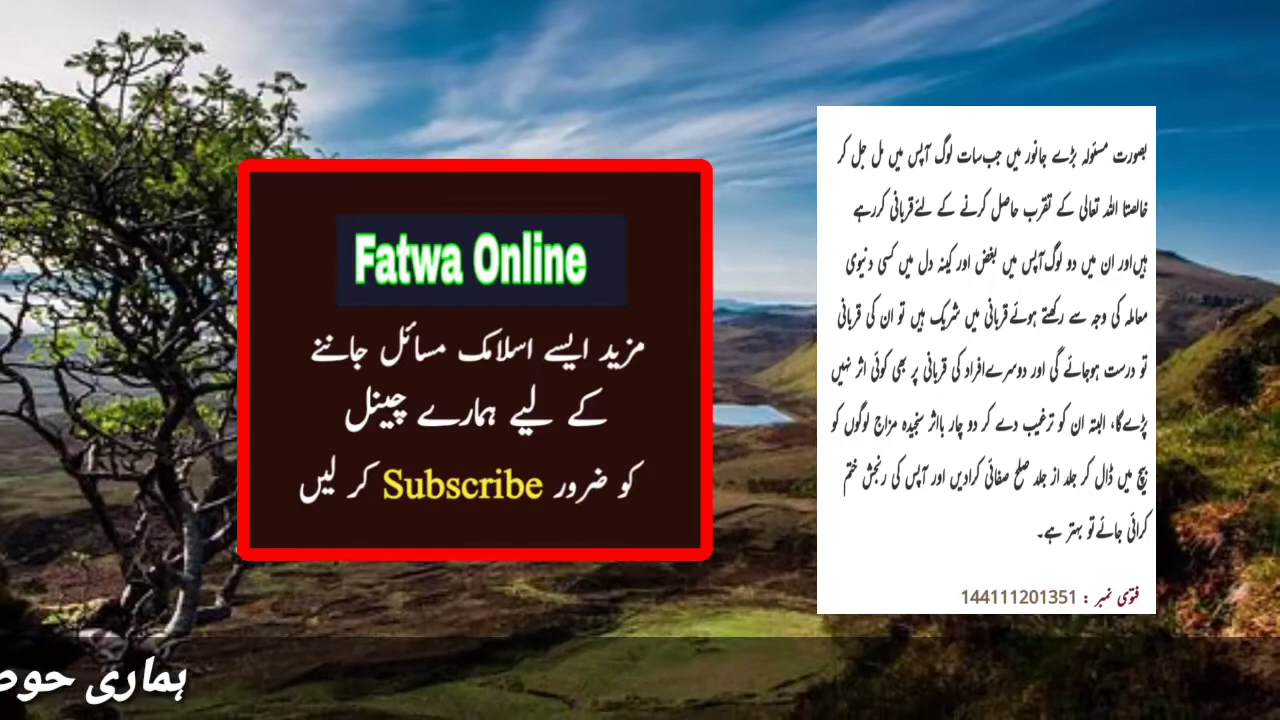 Fatwa Online
مزید ایسے اسلامک مسائل جاننے
کے لیے ہمارے چینل
کو ضرور Subscribe کر لیں
بصورت مسئولہ بڑے جانور میں جب سات لوگ آپس میں مل جل کر
خالصتا اللہ تعالی کے تقرب حاصل کرنے کے لئے قربانی کررہے
ہیں اور ان میں دو لوگ آپس میں بغض اور کینہ دل میں کسی دنیوی
معاملہ کی وجہ سے رکھتے ہوئے قربانی میں شریک ہیں تو ان کی قربانی
تو درست ہوجائے گی اور دوسرے افراد کی قربانی پر بھی کوئی اثر نہیں
پڑے گا، البتہ ان کو ترغیب دے کر دو چار بااثر سنجیدہ مزاج لوگوں کو
بیچ میں ڈال کر جلد از جلد صلح صفائی کرادیں اور آپس کی رنجش ختم
کرائی جائے تو بہتر ہے۔
فتوی نمبر : 144111201351
ہماری